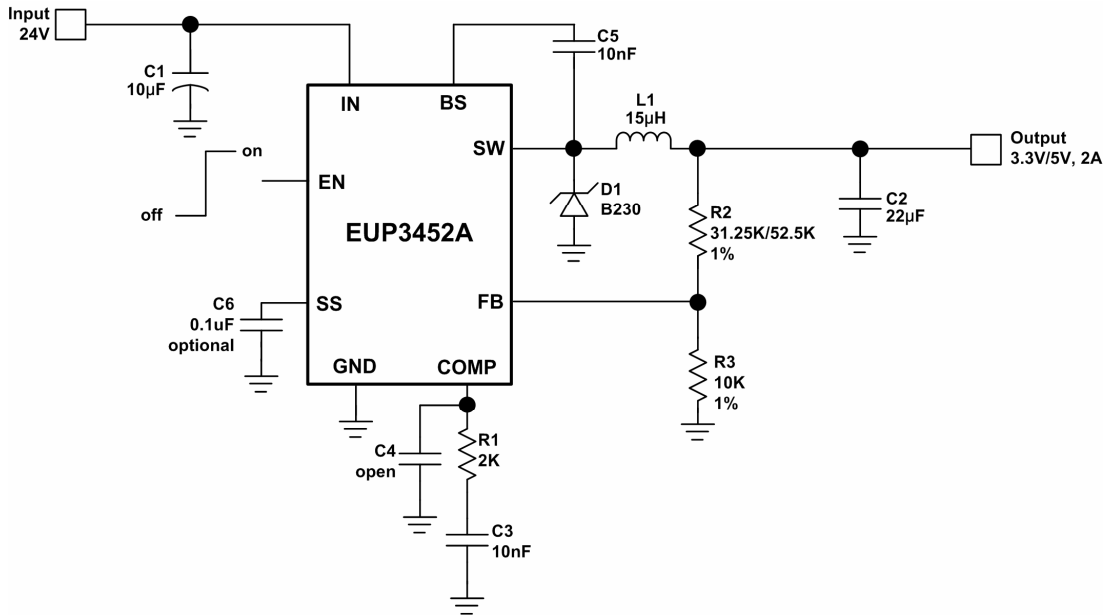 Input
24V
C1
10µF
C5
10nF
IN
BS
L1
15µH
SW
Output
3.3V/5V, 2A
on
off
EN
D1
B230
R2
31.25K/52.5K
1%
C2
22µF
EUP3452A
C6
0.1uF
optional
SS
FB
GND
COMP
R3
10K
1%
C4
open
R1
2K
C3
10nF